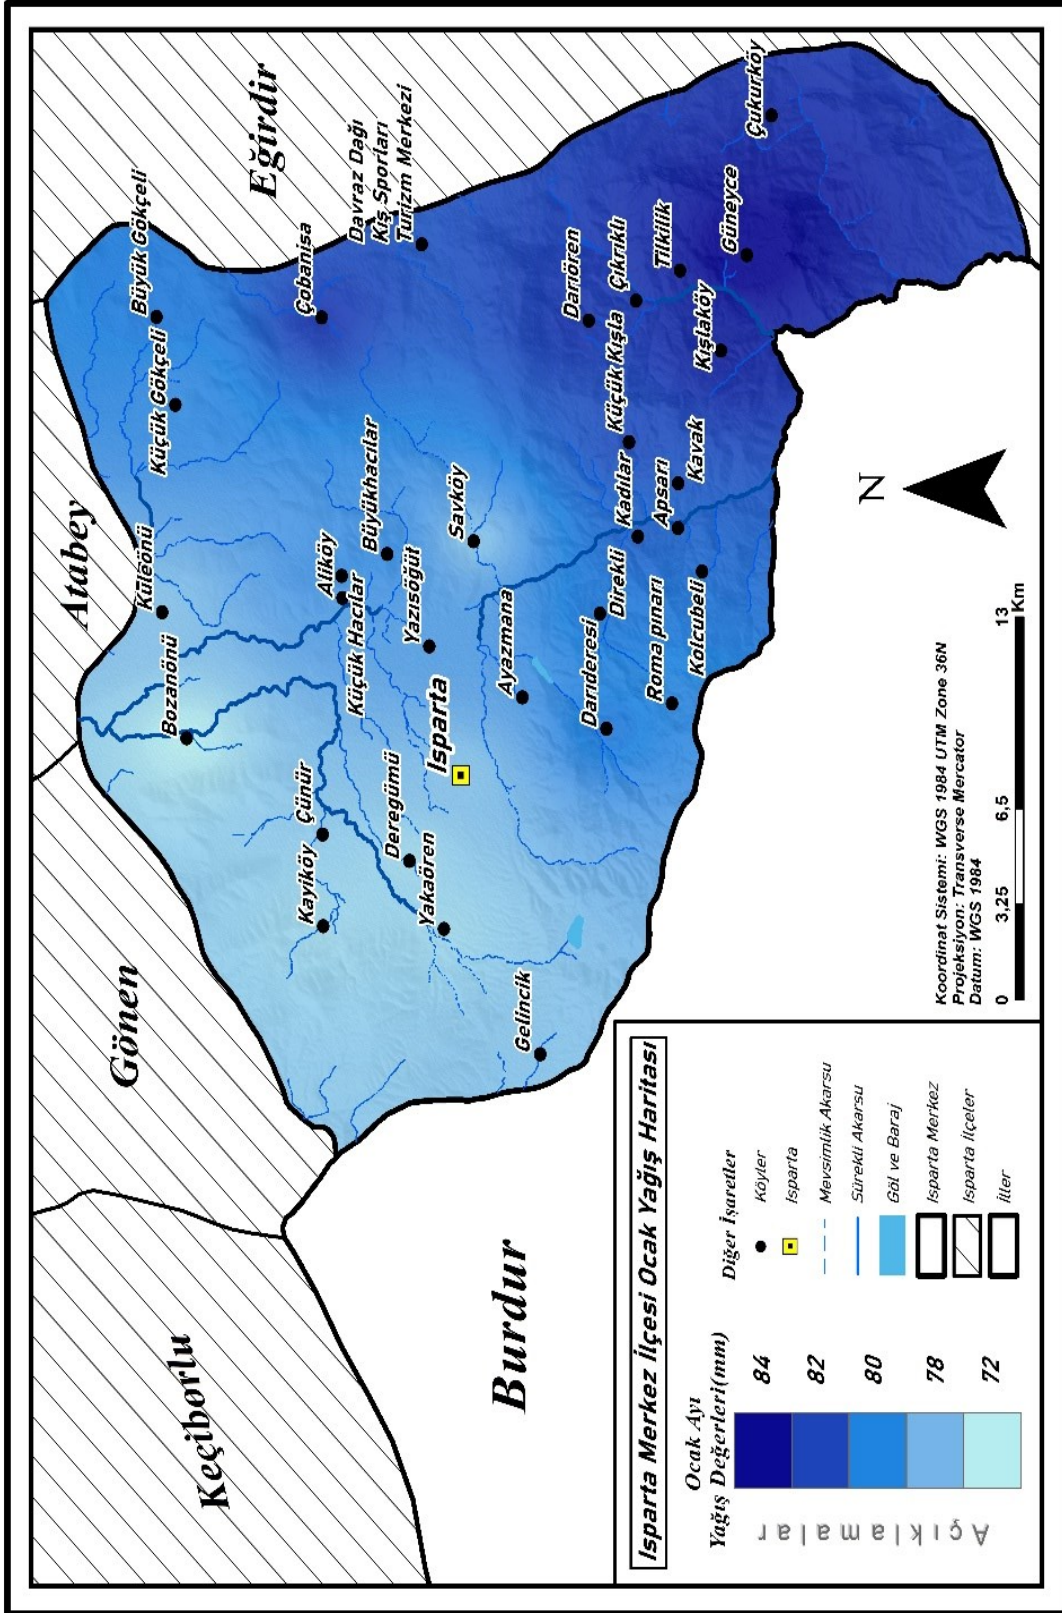 Keçiborlu
Gönen
Atabey
Eğirdir
Burdur
Büyük Gökçeli
Küçük Gökçeli
Küleönü
Bozanönü
Çobanisa
Davraz Dağı
Kış Sporları
Turizm Merkezi
Aliköy
Küçük Hacılar
Büyükhacılar
Çünür
Kayıköy
Deregümü
Yakaören
Yazısöğüt
Isparta
Savköy
Ayazmana
Gelincik
Darıören
Darıderesi
Direkli
Kadılar
Küçük Kışla
Çıkrıklı
Tilkilik
Apsarı
Kavak
Roma pınarı
Kolcubeli
Kışlaköy
Güneyce
Çukurköy
N
Koordinat Sistemi: WGS 1984 UTM Zone 36N
Projeksiyon: Transverse Mercator
Datum: WGS 1984
0 3,25 6,5 13
Km
Isparta Merkez İlçesi Ocak Yağış Haritası
Açıklamalar
Ocak Ayı
Yağış Değerleri(mm)
84
82
80
78
72
Diğer İşaretler
Köyler
Isparta
Mevsimlik Akarsu
Sürekli Akarsu
Göl ve Baraj
Isparta Merkez
Isparta İlçeler
İller